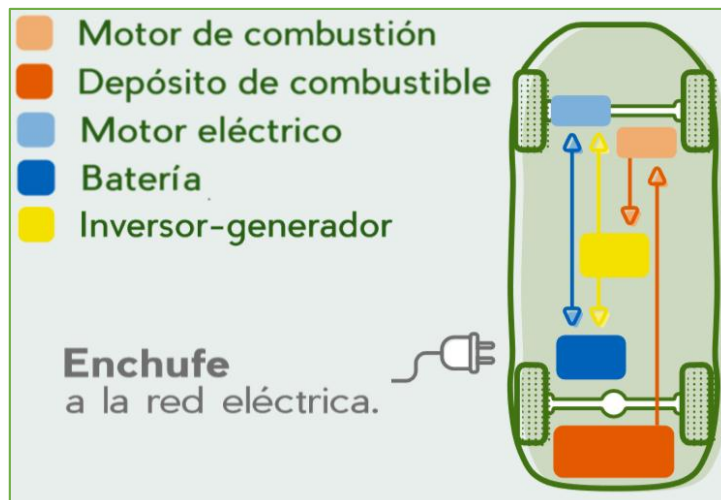 Motor de combustión
Depósito de combustible
Motor eléctrico
Batería
Inversor-generador
Enchufe
a la red eléctrica.